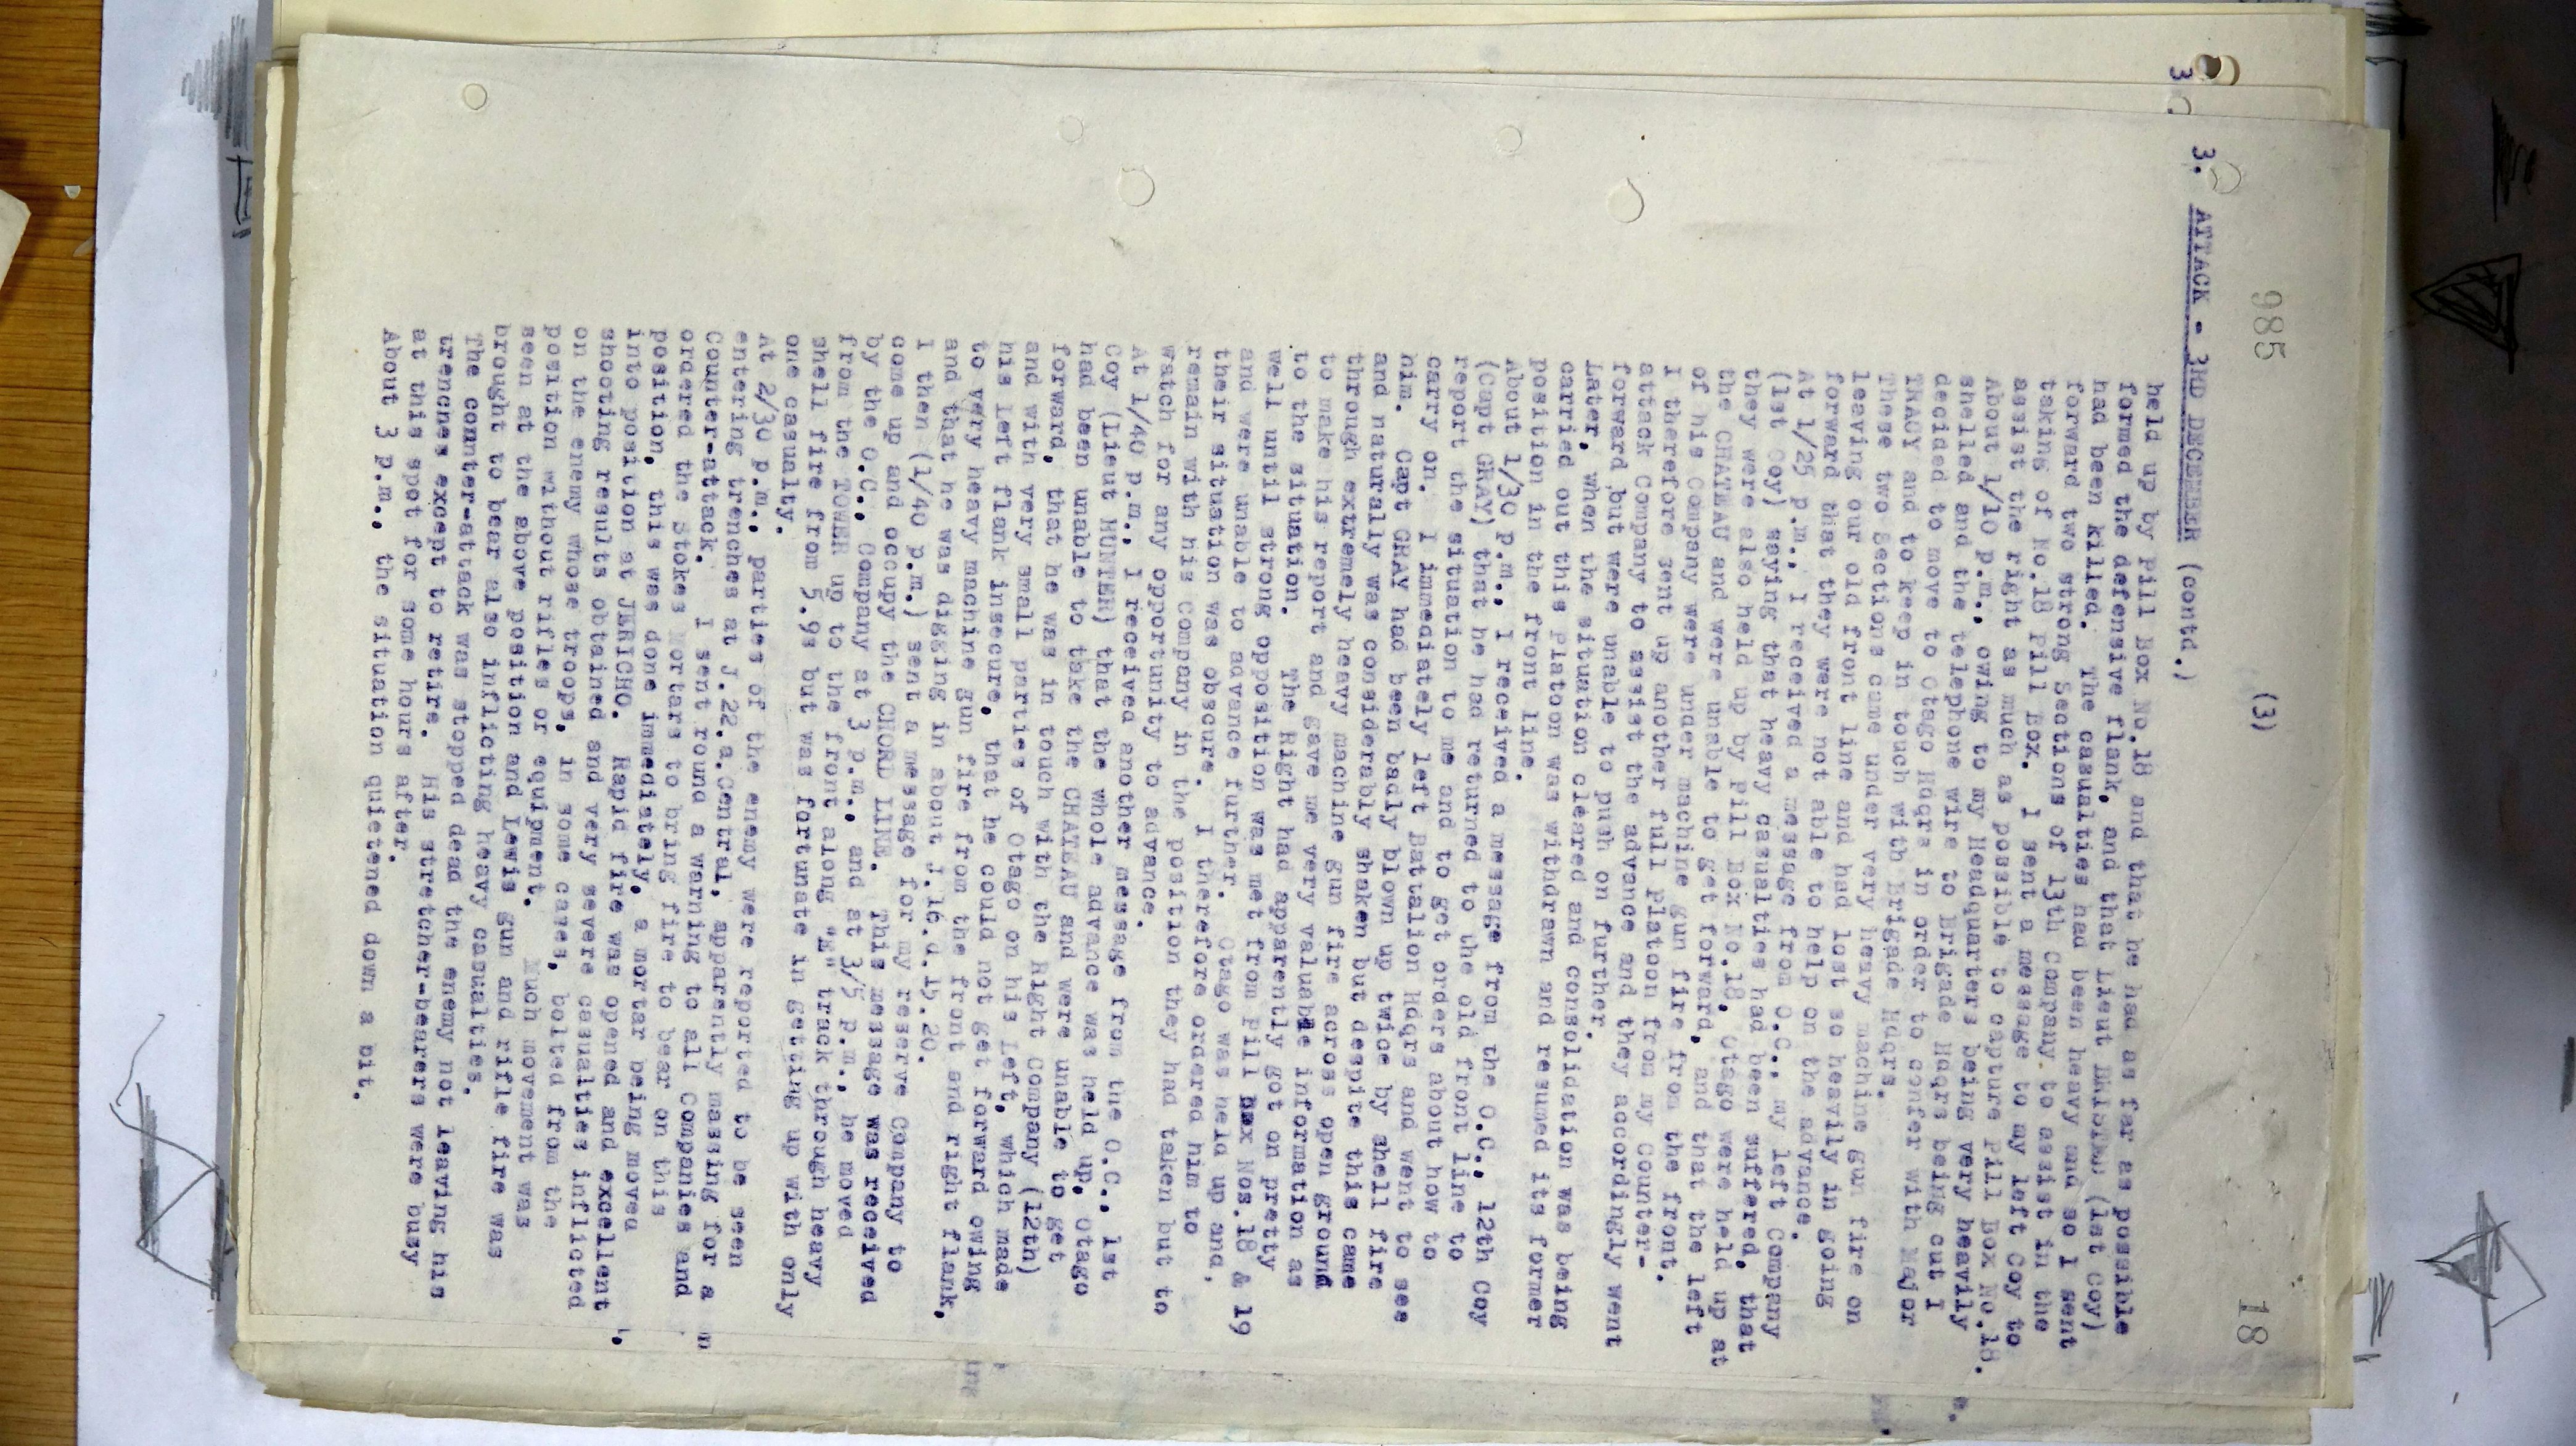 985
(3)
18
3. ATTACK - 3RD DECEMBER (contd.)
held up by Pill Box No.18 and that he had as far as possible
formed the defensive flank, and that Lieut (1st Coy)
had been killed. The casualties had been heavy and so I sent
forward two strong Sections of 13th Company to assist in the
taking of No.18 Pill Box. I sent a message to my left Coy to
assist the right as much as possible to capture Pill Box No.18.
About 1/10 p.m., owing to my Headquarters being very heavily
shelled and the telephone wire to Brigade Hdqrs being cut I
decided to move to Otago Hdqrs in order to confer with Major
TRACY and to keep in touch with Brigade Hdqrs.
These two Sections came under very heavy machine gun fire on
leaving our old front line and had lost so heavily in going
forward that they were not able to help on the advance.
At 1/25 p.m., I received a message from O.C., my left Company
(1st Coy) saying that heavy casualties had been suffered, that
they were also held up by Pill Box No.18, Otago were held up at
the CHATEAU and were unable to get forward, and that the left
of his Company were under machine gun fire from the front.
I therefore sent up another full platoon from my Counter-
attack Company to assist the advance and they accordingly went
forward but were unable to push on further.
Later, when the situation cleared and consolidation was being
carried out this platoon was withdrawn and resumed its former
position in the front line.
About 1/30 p.m., I received a message from the O.C., 12th Coy
(Capt GRAY) that he had returned to the old front line to
report the situation to me and to get orders about how to
carry on. I immediately left Battalion Hdqrs and went to see
him. Capt GRAY had been badly blown up twice by shell fire
and naturally was considerably shaken but despite this came
through extremely heavy machine gun fire across open ground
to make his report and gave me very valuable information as
to the situation. The Right had apparently got on pretty
well until strong opposition was met from Pill Box Nos.18 & 19
and were unable to advance further. Otago was held up and,
their situation was obscure. I therefore ordered him to
remain with his company in the position they had taken but to
watch for any opportunity to advance.
At 1/40 p.m., I received another message from the O.C., 1st
Coy (Lieut HUNTER) that the whole advance was held up, Otago
had been unable to take the CHATEAU and were unable to get
forward, that he was in touch with the Right Company (12th)
and with very small parties of Otago on his Left, which made
his left flank insecure, that he could not get forward owing
to very heavy machine gun fire from the front and right flank,
and that he was digging in about J.16.d.15.20.
I then (1/40 p.m.) sent a message for my reserve Company to
come up and occupy the CHORD LINE. This message was received
by the O.C., Company at 3 p.m., and at 3/5 p.m., he moved
from the TOWER up to the front along "K" track through heavy
shell fire from 5.9s but was fortunate in getting up with only
one casualty.
At 2/30 p.m., parties of the enemy were reported to be seen
entering trenches at J.22.a.Central, apparently massing for a
Counter-attack. I sent round a warning to all Companies and
ordered the Stokes Mortars to bring fire to bear on this
position, this was done immediately, a mortar being moved
into position at JERICHO. Rapid fire was opened and excellent
shooting results obtained and very severe casualties inflicted
on the enemy whose troops, in some cases, bolted from the
position without rifles or equipment. Much movement was
seen at the above position and Lewis gun and rifle fire was
brought to bear also inflicting heavy casualties.
The counter-attack was stopped dead the enemy not leaving his
trenches except to retire. His stretcher-bearers were busy
at this spot for some hours after.
About 3 p.m., the situation quietened down a bit.